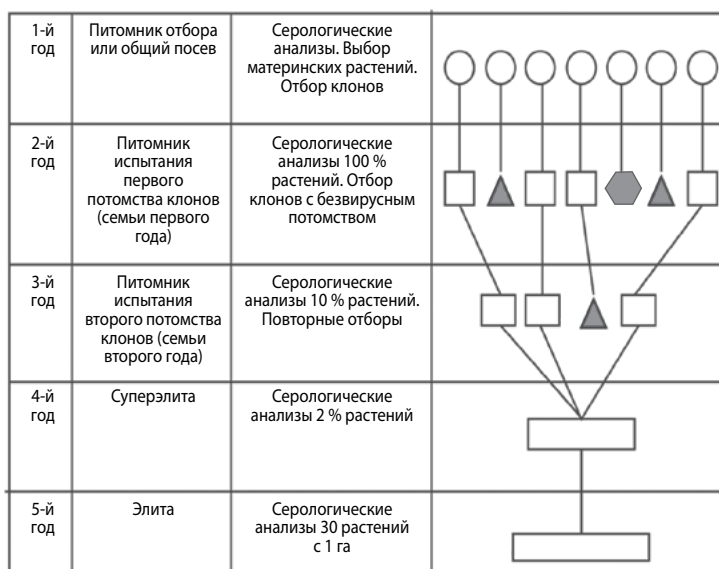 1-й
год
Питомник отбора
или общий посев
Серологические
анализы. Выбор
материнских растений.
Отбор клонов
2-й
год
Питомник
испытания
первого
потомства клонов
(семьи первого
года)
Серологические
анализы 100 %
растений. Отбор
клонов с безвирусным
потомством
3-й
год
Питомник
испытания
второго потомства
клонов (семьи
второго года)
Серологические
анализы 10 % растений.
Повторные отборы
4-й
год
Суперэлита
Серологические
анализы 2 % растений
5-й
год
Элита
Серологические
анализы 30 растений
с 1 га